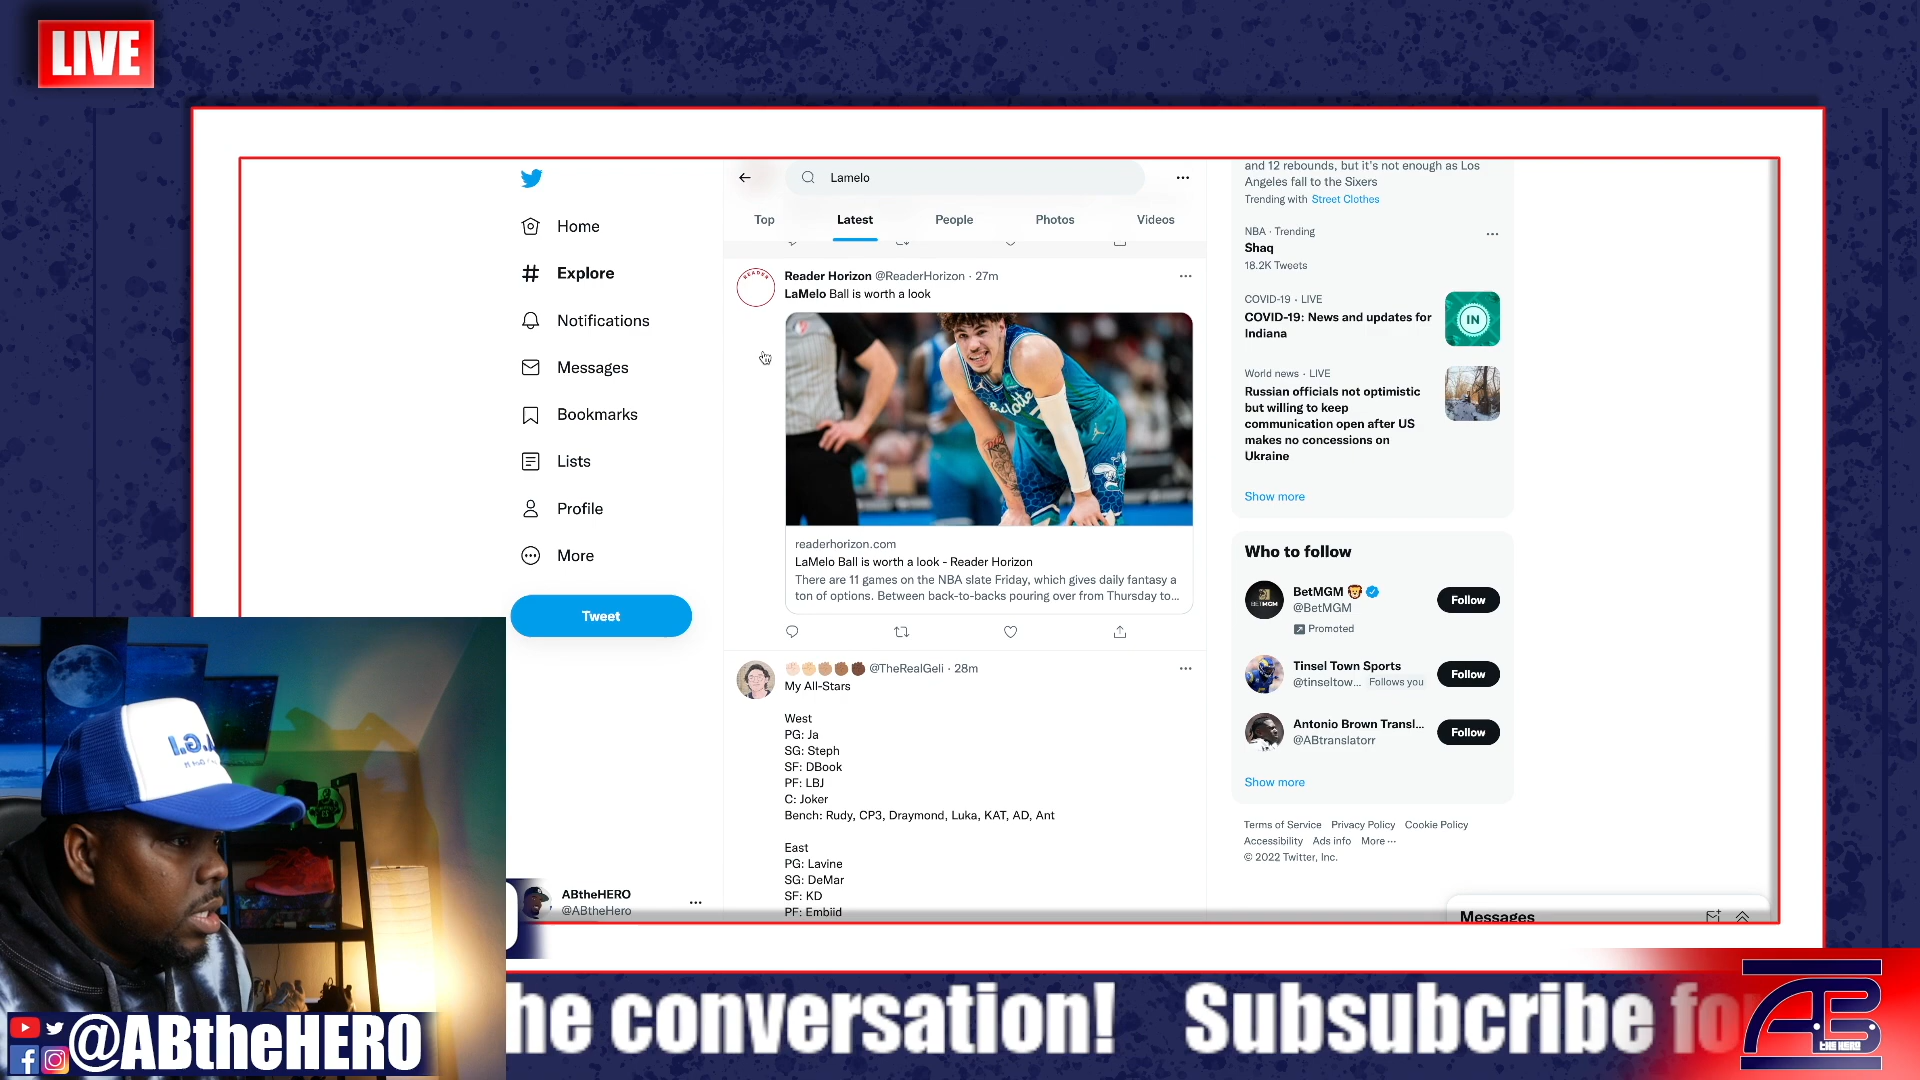 LIVE
Lamelo
Top
Latest
People
Photos
Videos
Home
Explore
Notifications
Messages
Bookmarks
Lists
Profile
More
Tweet
ABtheHERO
@ABtheHero
READER
Reader Horizon @ReaderHorizon · 27m
LaMelo Ball is worth a look
readerhorizon.com
LaMelo Ball is worth a look - Reader Horizon
There are 11 games on the NBA slate Friday, which gives daily fantasy a
ton of options. Between back-to-backs pouring over from Thursday to...
@TheRealGeli · 28m
My All-Stars
West
PG: Ja
SG: Steph
SF: DBook
PF: LBJ
C: Joker
Bench: Rudy, CP3, Draymond, Luka, KAT, AD, Ant
East
PG: Lavine
SG: DeMar
SF: KD
PF: Embiid
and 12 rebounds, but it's not enough as Los
Angeles fall to the Sixers
Trending with Street Clothes
NBA · Trending
Shaq
18.2K Tweets
COVID-19 · LIVE
COVID-19: News and updates for
Indiana
IN
World news · LIVE
Russian officials not optimistic
but willing to keep
communication open after US
makes no concessions on
Ukraine
Show more
Who to follow
BetMGM
@BetMGM
Promoted
Follow
Tinsel Town Sports
@tinseltow... Follows you
Follow
Antonio Brown Transl...
@ABtranslatorr
Follow
Show more
Terms of Service Privacy Policy Cookie Policy
Accessibility Ads info More ···
© 2022 Twitter, Inc.
Messages
@ABtheHERO
he conversation! Subsubcribe fo
AB
THE HERO